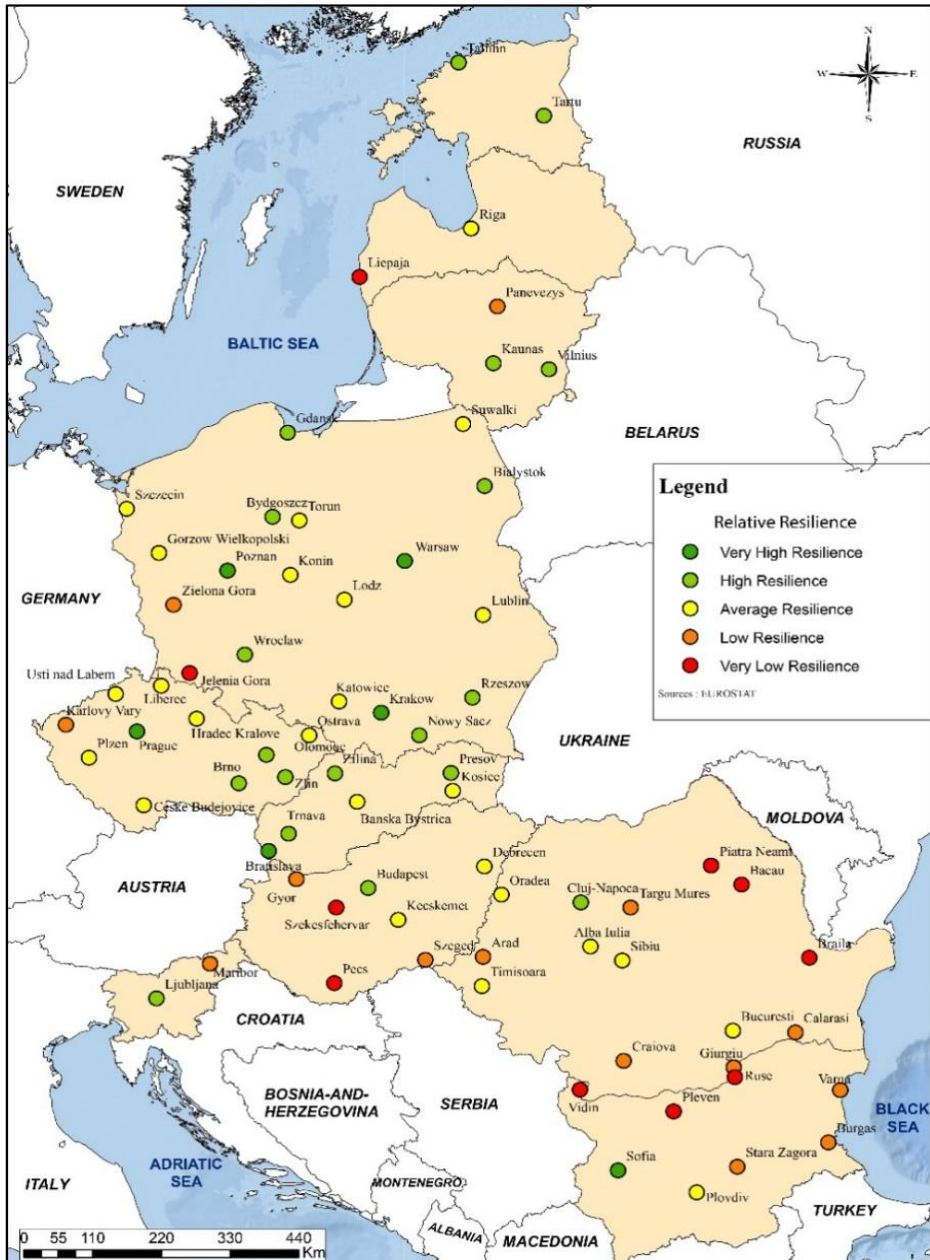 N
W E
S
Tallinn
Tartu
RUSSIA
SWEDEN
Riga
Liepaja
Panevezys
BALTIC SEA
Kaunas
Vilnius
Suwalki
Gdansk
BELARUS
Bialystok
Szczecin
Bydgoszcz
Torun
Gorzow Wielkopolski
Poznan
Konin
Warsaw
Zielona Gora
GERMANY
Lodz
Lublin
Wroclaw
Jelenia Gora
Usti nad Labem
Liberec
Karlovy Vary
Katowice
Krakow
Rzeszow
Prague
Hradec Kralove
Ostrava
Nowy Sacz
Plzen
Olomouc
UKRAINE
Brno
Zlin
Zilina
Presov
Kosice
Ceske Budejovice
Banska Bystrica
Trnava
Bratislava
MOLDOVA
AUSTRIA
Gyor
Budapest
Debrecen
Oradea
Cluj-Napoca
Targu Mures
Piatra Neamt
Bacau
Szekesfehervar
Kecskemet
Alba Iulia
Sibiu
Szeged
Arad
Timisoara
Braila
Maribor
Ljubljana
Pecs
CROATIA
Bucuresti
Calarasi
Craiova
Giurgiu
Ruse
Varna
Vidin
Pleven
BOSNIA-AND-
HERZEGOVINA
SERBIA
BLACK
SEA
Burgas
Sofia
Stara Zagora
Plovdiv
ITALY
ADRIATIC
SEA
MONTENEGRO
ALBANIA
MACEDONIA
TURKEY
Legend
Relative Resilience
Very High Resilience
High Resilience
Average Resilience
Low Resilience
Very Low Resilience
Sources : EUROSTAT
0 55 110 220 330 440
Km